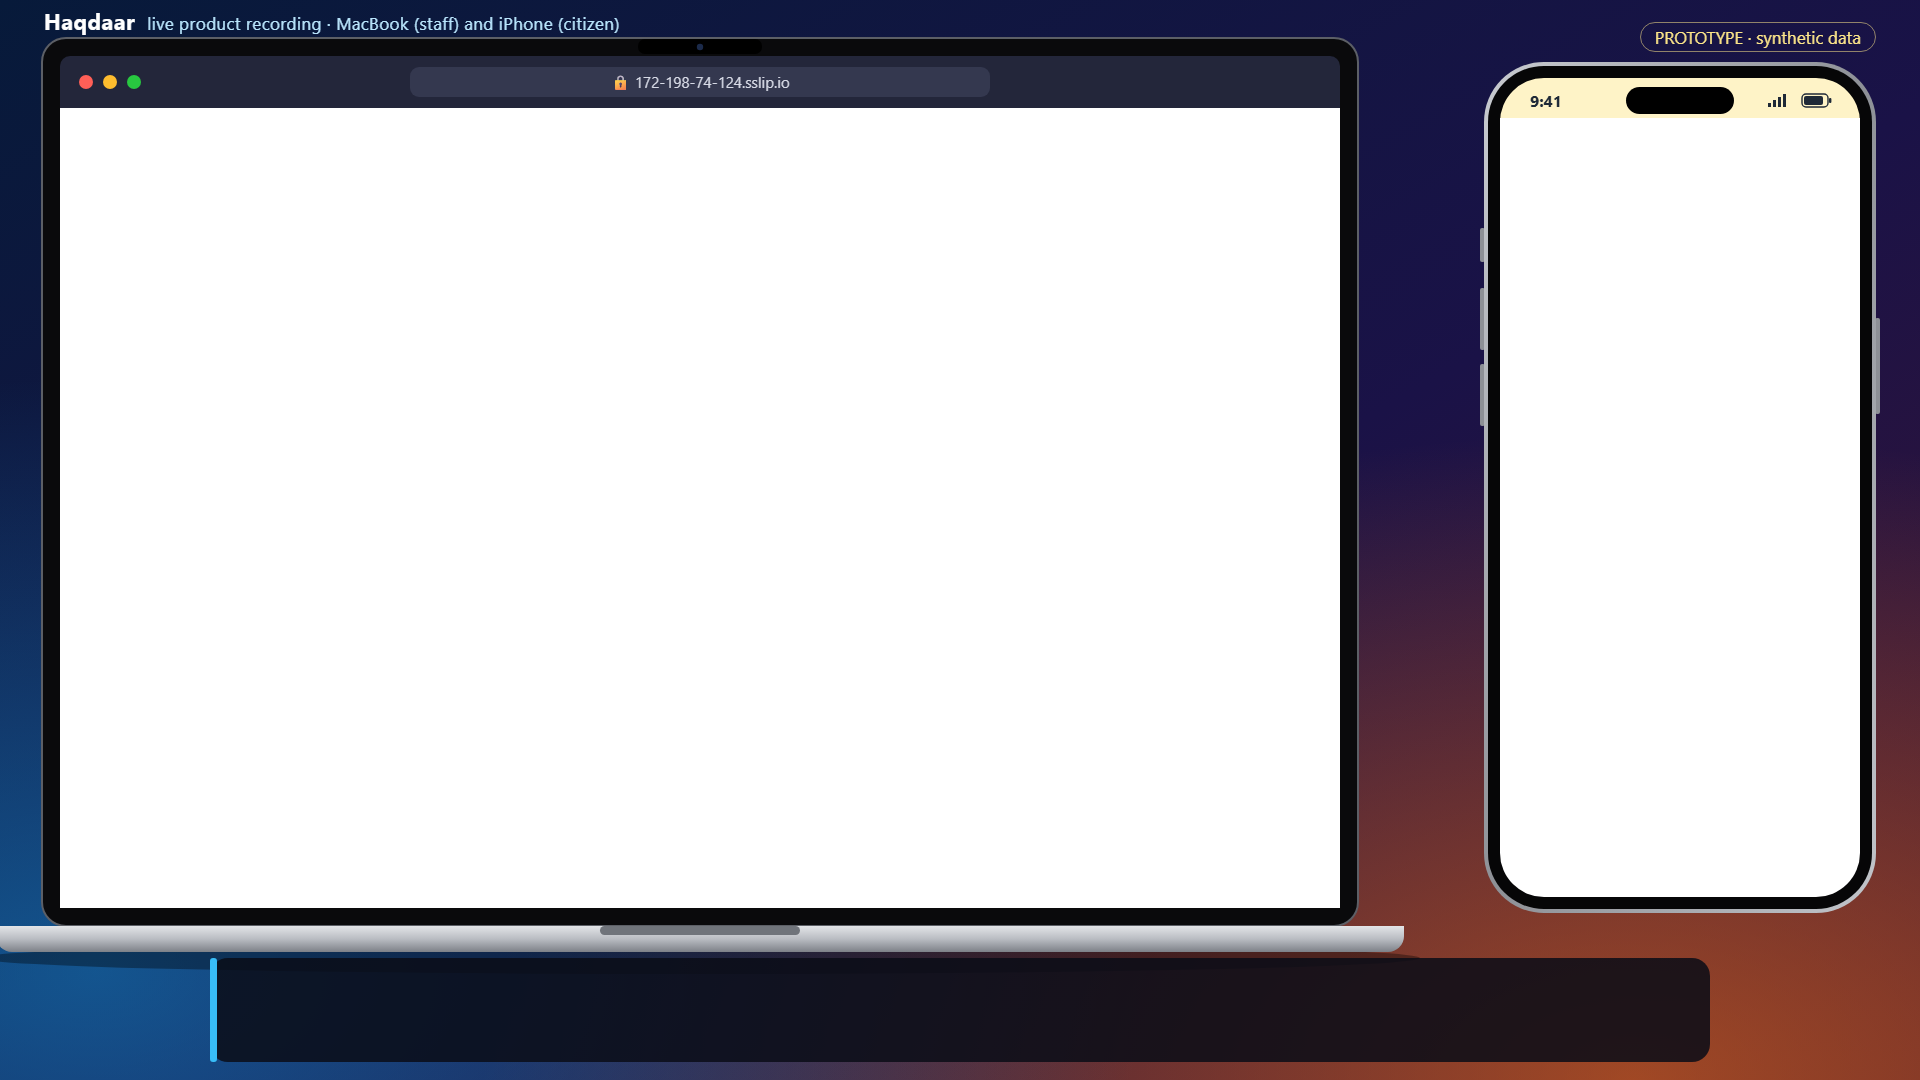 Haqdaar live product recording · MacBook (staff) and iPhone (citizen)
PROTOTYPE · synthetic data
172-198-74-124.sslip.io
9:41